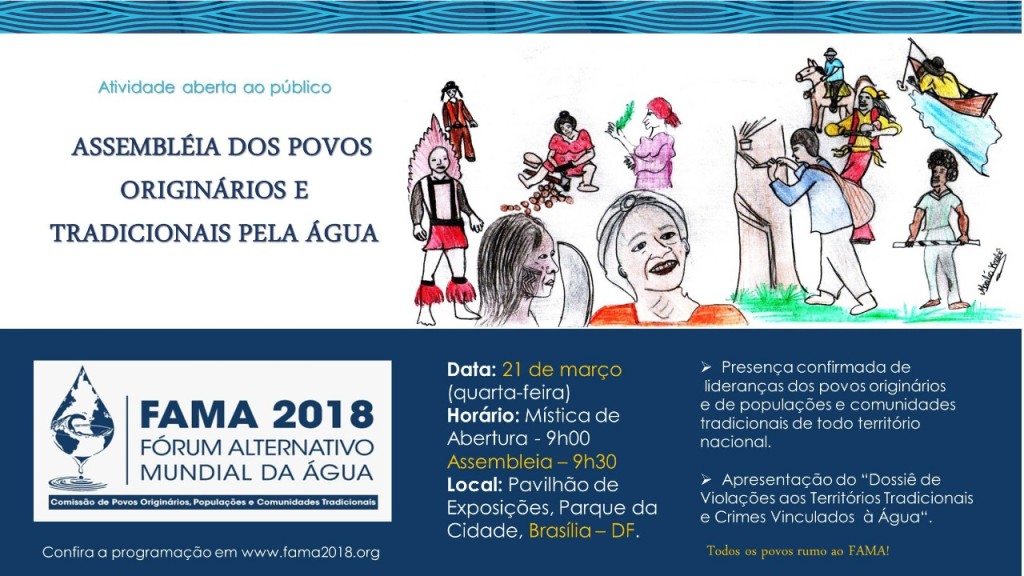 Atividade aberta ao público
ASSEMBLÉIA DOS POVOS
ORIGINÁRIOS E
TRADICIONAIS PELA ÁGUA
FAMA 2018
FÓRUM ALTERNATIVO
MUNDIAL DA ÁGUA
Comissão de Povos Originários, Populações e Comunidades Tradicionais
Confira a programação em www.fama2018.org
Data: 21 de março
(quarta-feira)
Horário: Mística de
Abertura - 9h00
Assembleia – 9h30
Local: Pavilhão de
Exposições, Parque da
Cidade, Brasília – DF.
➢ Presença confirmada de
lideranças dos povos originários
e de populações e comunidades
tradicionais de todo território
nacional.
➢ Apresentação do “Dossiê de
Violações aos Territórios Tradicionais
e Crimes Vinculados à Água“.
Todos os povos rumo ao FAMA!